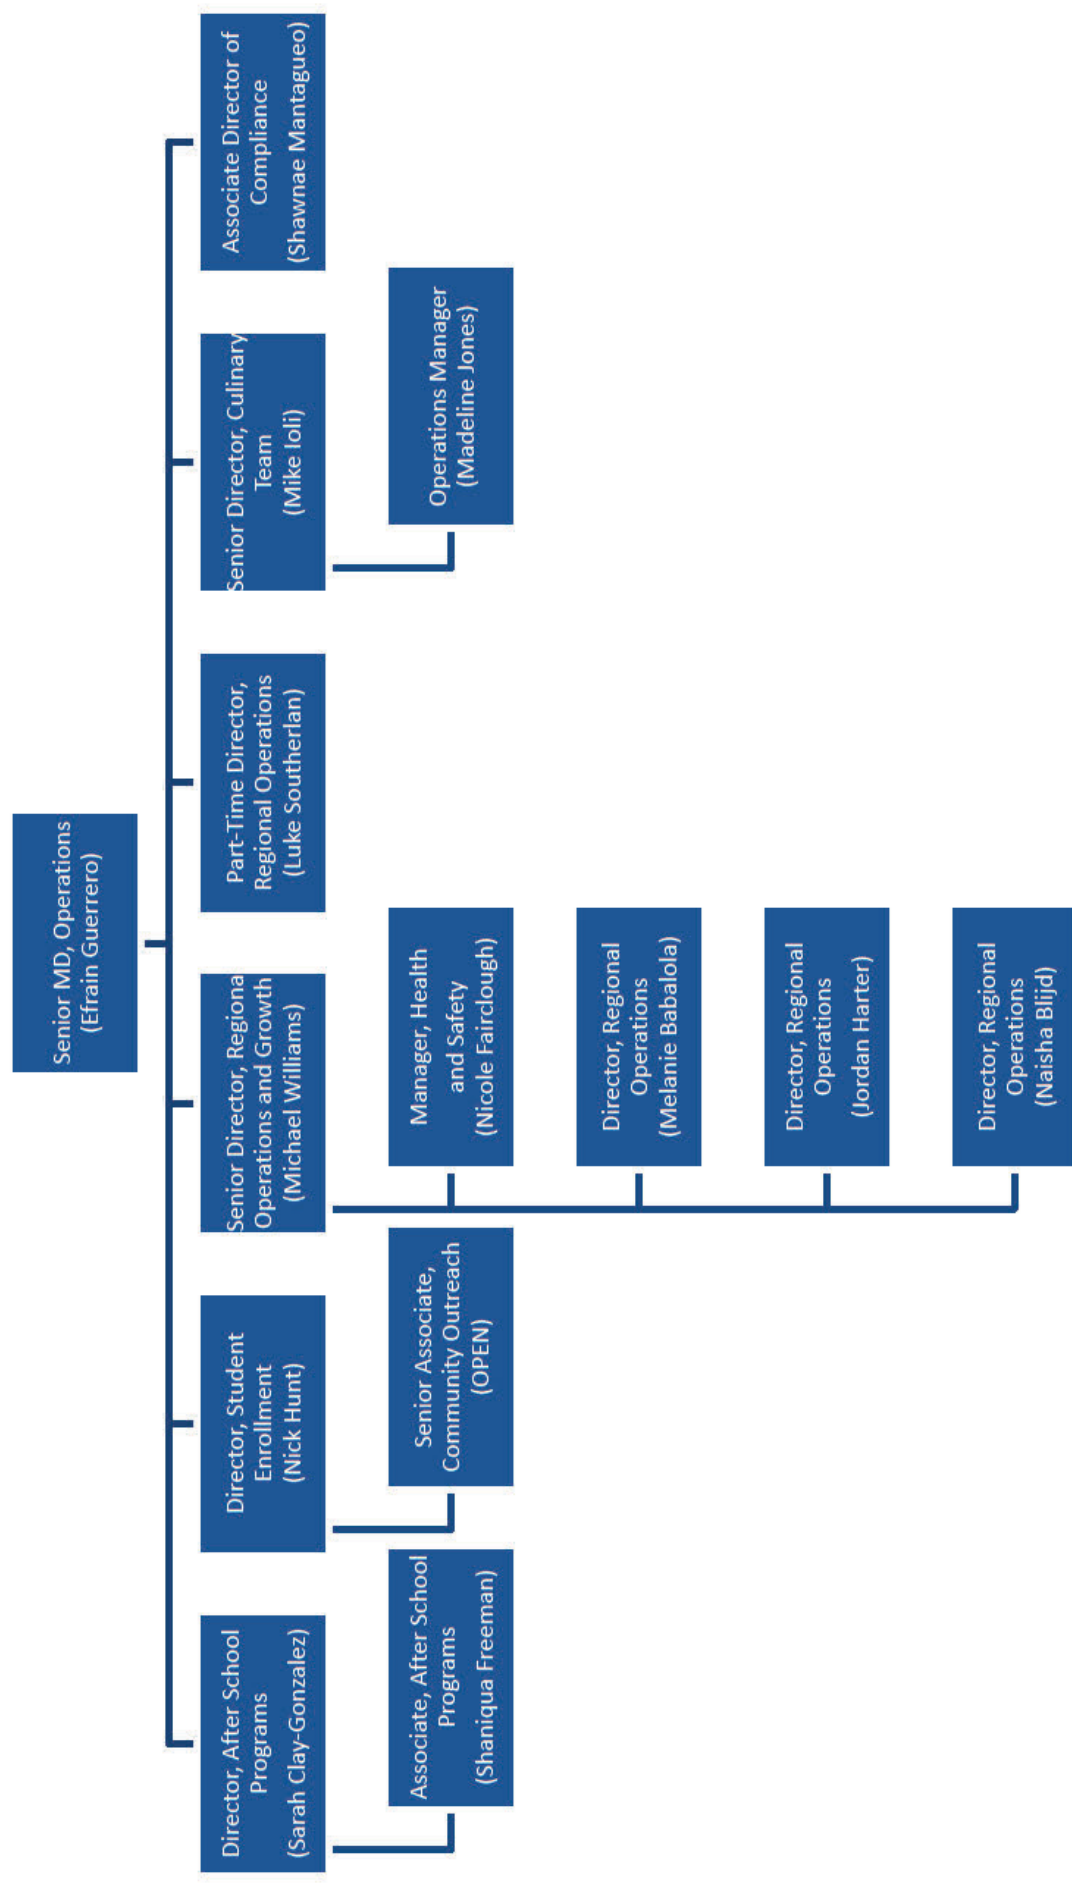 Senior MD, Operations
(Efrain Guerrero)
Director, After School
Programs
(Sarah Clay-Gonzalez)
Associate, After School
Programs
(Shaniqua Freeman)
Director, Student
Enrollment
(Nick Hunt)
Senior Associate,
Community Outreach
(OPEN)
Senior Director, Regional
Operations and Growth
(Michael Williams)
Manager, Health
and Safety
(Nicole Fairclough)
Director, Regional
Operations
(Melanie Babalola)
Director, Regional
Operations
(Jordan Harter)
Director, Regional
Operations
(Naisha Blijd)
Part-Time Director,
Regional Operations
(Luke Southerlan)
Senior Director, Culinary
Team
(Mike Ioli)
Operations Manager
(Madeline Jones)
Associate Director of
Compliance
(Shawnae Mantagueo)